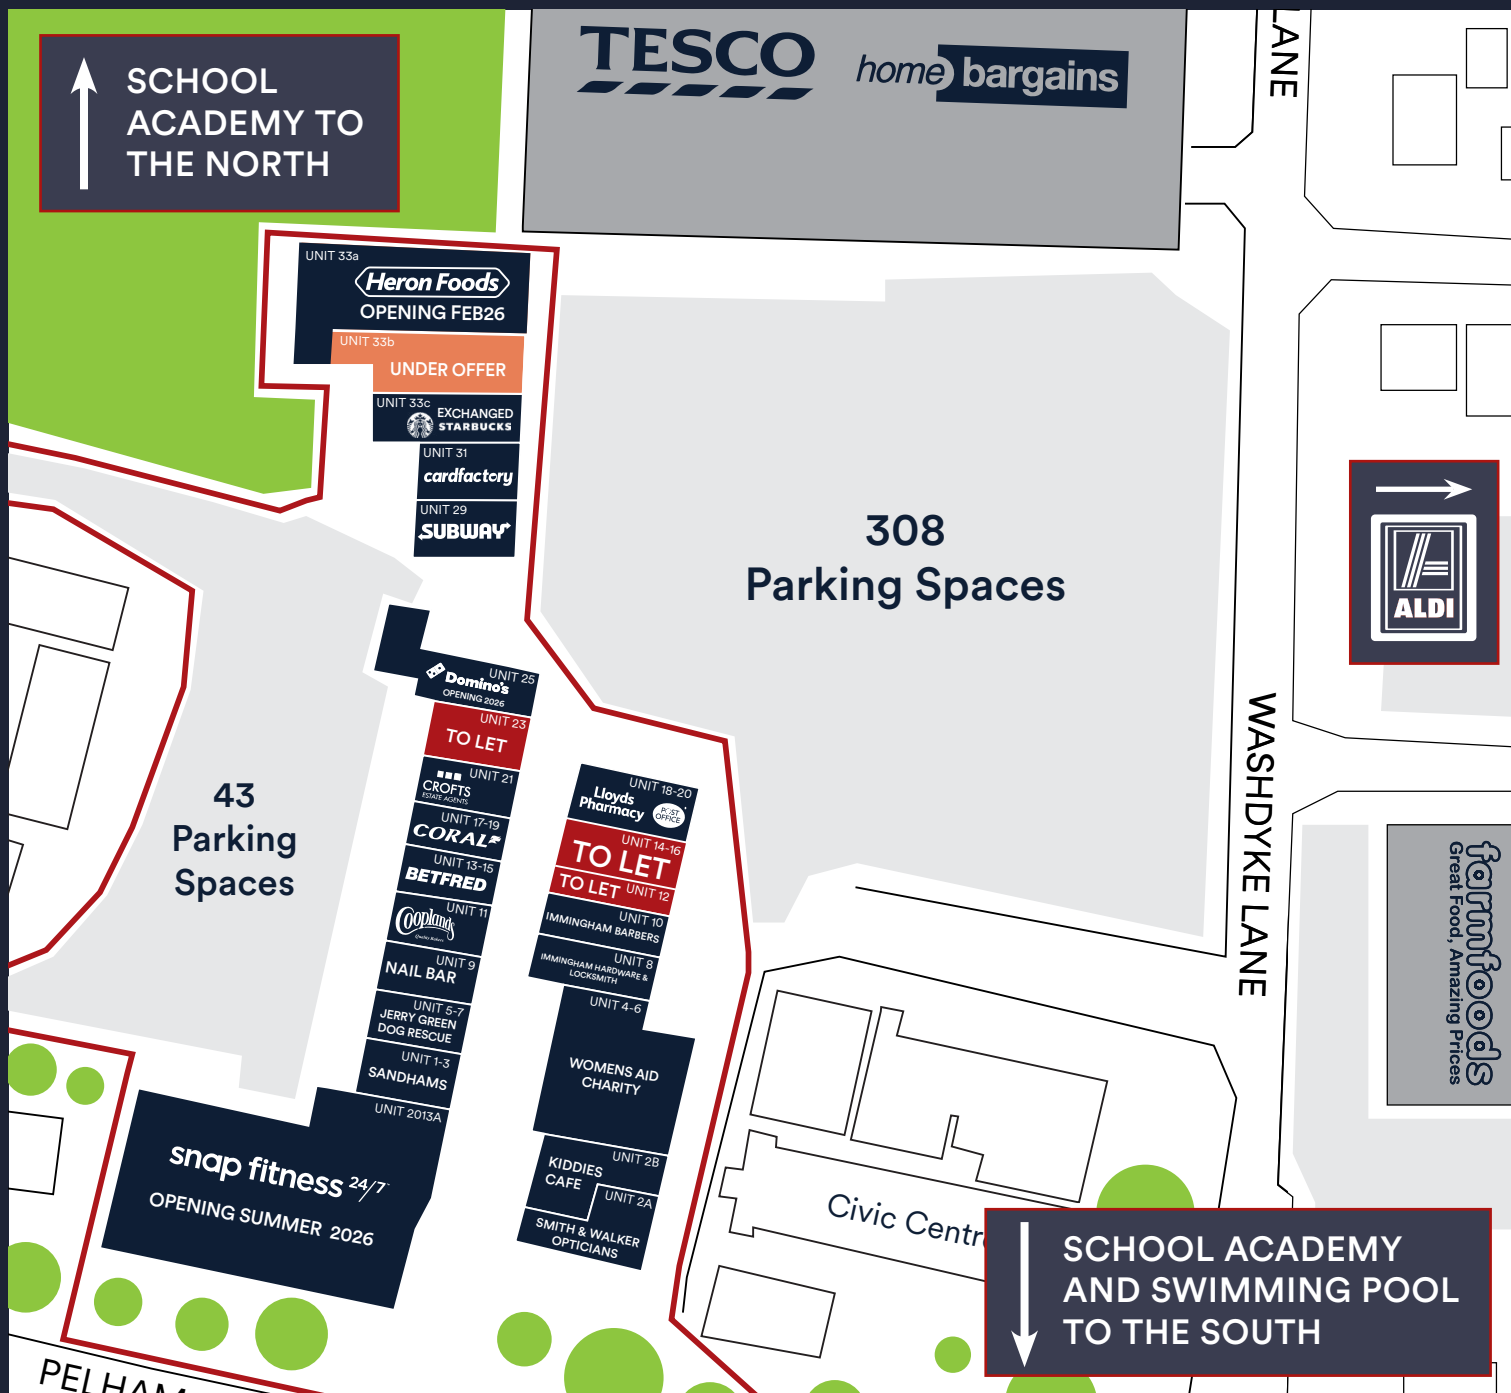 SCHOOL
ACADEMY TO
THE NORTH
TESCO
home bargains
LANE
UNIT 33a
Heron Foods
OPENING FEB26
UNIT 33b
UNDER OFFER
UNIT 33c
EXCHANGED
STARBUCKS
UNIT 31
cardfactory
UNIT 29
SUBWAY
308
Parking Spaces
ALDI
UNIT 25
Domino's
OPENING 2026
UNIT 23
TO LET
UNIT 21
CROFTS
ESTATE AGENTS
UNIT 17-19
CORAL
UNIT 13-15
BETFRED
UNIT 11
Cooplands
Quality Bakers
UNIT 9
NAIL BAR
UNIT 5-7
JERRY GREEN
DOG RESCUE
UNIT 1-3
SANDHAMS
UNIT 2013A
snap fitness 24/7
OPENING SUMMER 2026
43
Parking
Spaces
UNIT 18-20
Lloyds
Pharmacy
POST
OFFICE
UNIT 14-16
TO LET
TO LET UNIT 12
UNIT 10
IMMINGHAM BARBERS
UNIT 8
IMMINGHAM HARDWARE &
LOCKSMITH
UNIT 4-6
WOMENS AID
CHARITY
UNIT 2B
KIDDIES
CAFE
UNIT 2A
SMITH & WALKER
OPTICIANS
WASHDYKE LANE
farmfoods
Great Food, Amazing Prices
Civic Centre
SCHOOL ACADEMY
AND SWIMMING POOL
TO THE SOUTH
PELHAM